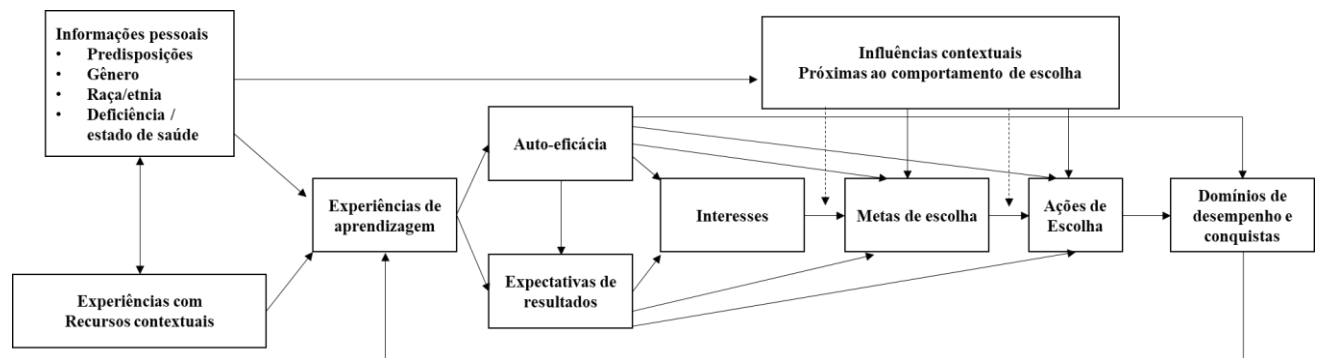 Informações pessoais
• Predisposições
• Gênero
• Raça/etnia
• Deficiência /
estado de saúde
Influências contextuais
Próximas ao comportamento de escolha
Auto-eficácia
Experiências de
aprendizagem
Interesses
Metas de escolha
Ações de
Escolha
Domínios de
desempenho e
conquistas
Expectativas de
resultados
Experiências com
Recursos contextuais